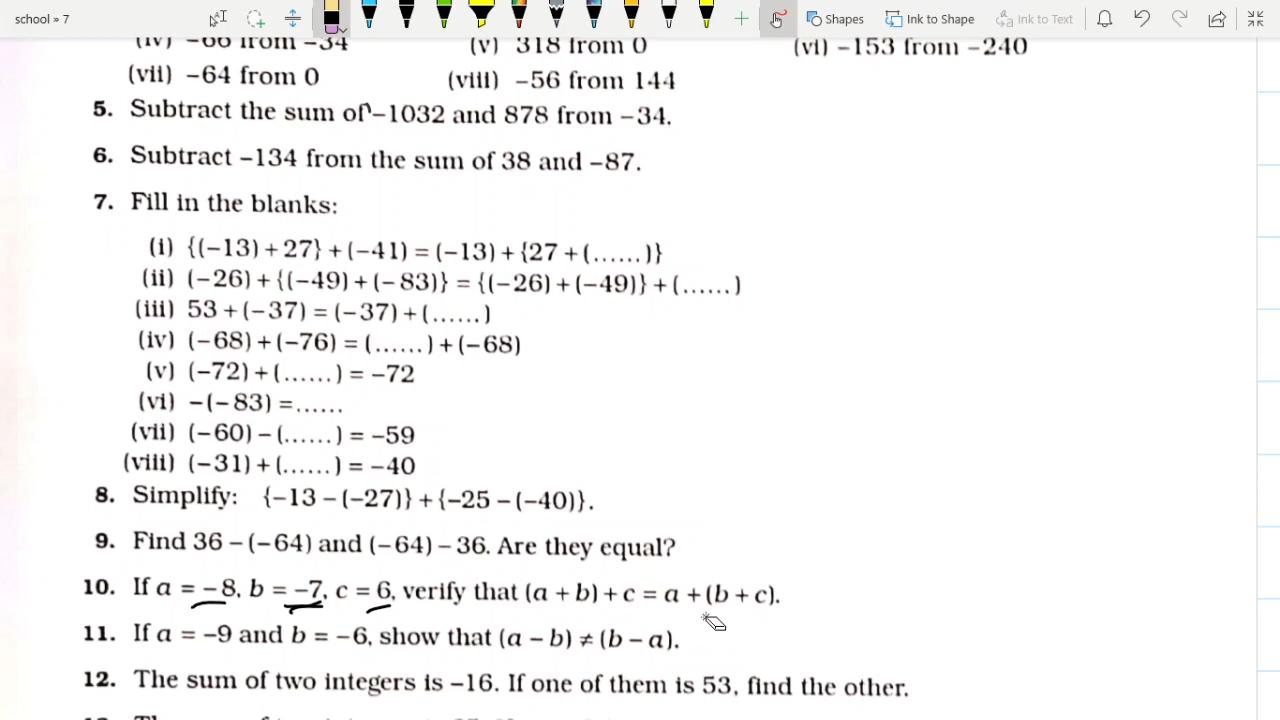 school » 7
Shapes
Ink to Shape
Ink to Text
(iv) −66 from −34 (v) 318 from 0 (vi) −153 from −240
(vii) −64 from 0 (viii) −56 from 144
5. Subtract the sum of −1032 and 878 from −34.
6. Subtract −134 from the sum of 38 and −87.
7. Fill in the blanks:
(i) {(−13) + 27} + (−41) = (−13) + {27 + (......)}
(ii) (−26) + {(−49) + (−83)} = {(−26) + (−49)} + (......)
(iii) 53 + (−37) = (−37) + (......)
(iv) (−68) + (−76) = (......) + (−68)
(v) (−72) + (......) = −72
(vi) −(−83) = ......
(vii) (−60) − (......) = −59
(viii) (−31) + (......) = −40
8. Simplify: {−13 − (−27)} + {−25 − (−40)}.
9. Find 36 − (−64) and (−64) − 36. Are they equal?
10. If a = −8, b = −7, c = 6, verify that (a + b) + c = a + (b + c).
11. If a = −9 and b = −6, show that (a − b) ≠ (b − a).
12. The sum of two integers is −16. If one of them is 53, find the other.